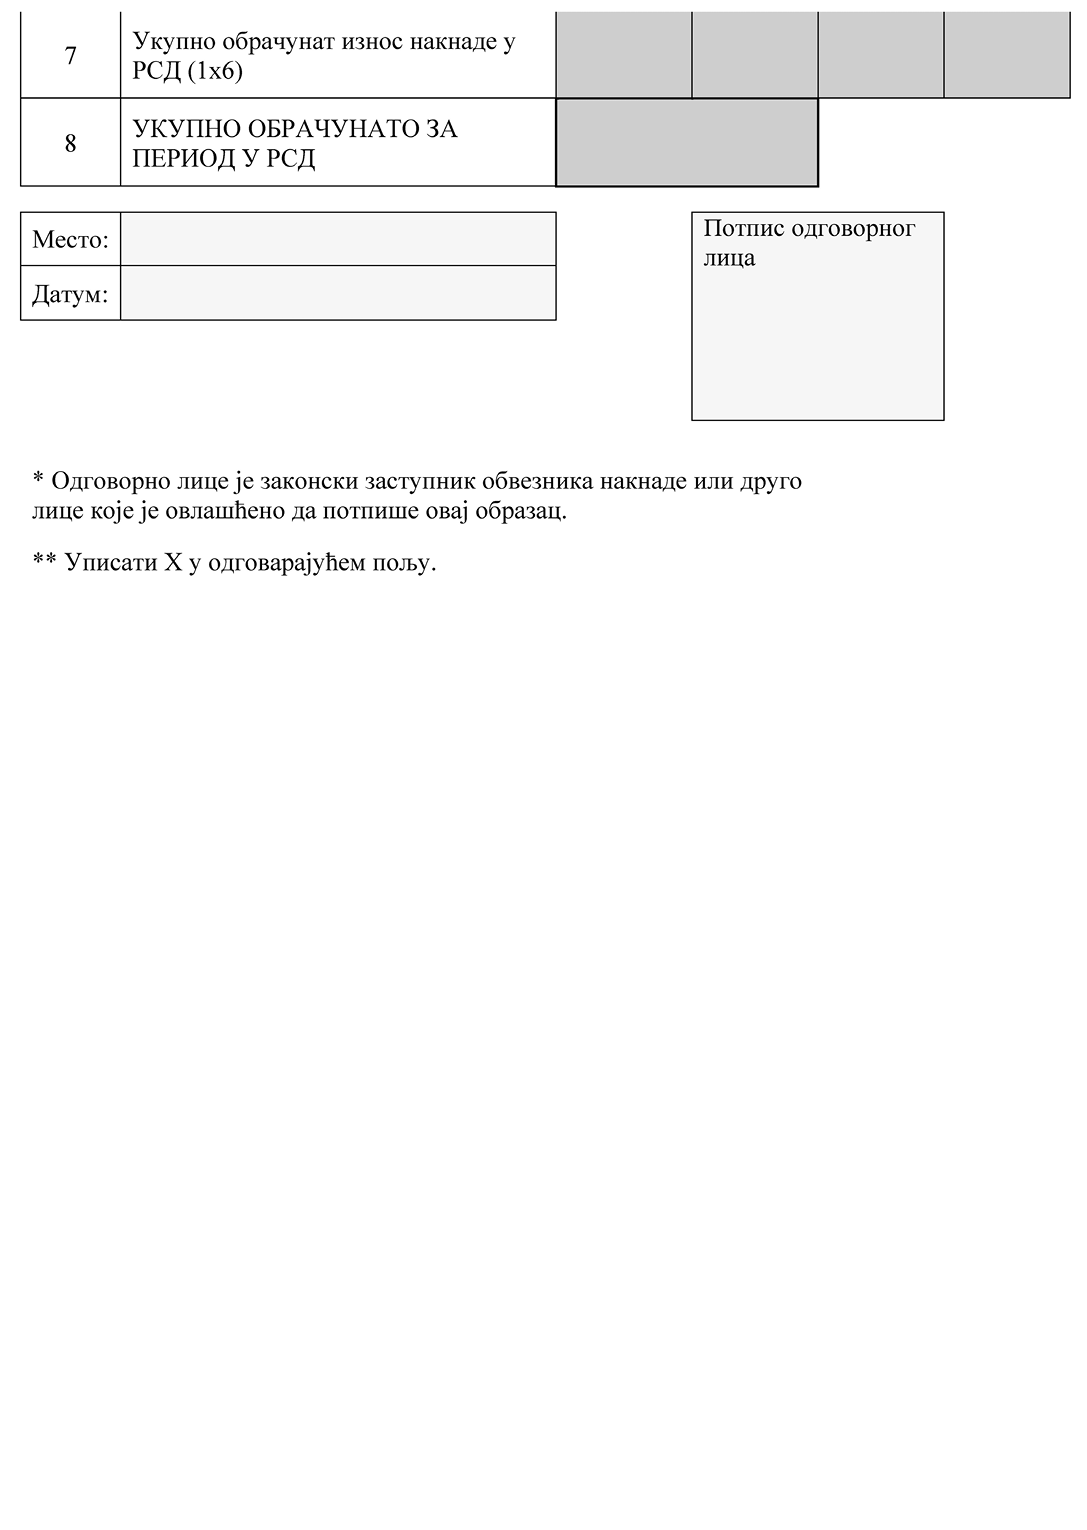 7
Укупно обрачунат износ накнаде у
РСД (1х6)
8
УКУПНО ОБРАЧУНАТО ЗА
ПЕРИОД У РСД
Место:
Датум:
Потпис одговорног
лица
* Одговорно лице је законски заступник обвезника накнаде или друго
лице које је овлашћено да потпише овај образац.
** Уписати Х у одговарајућем пољу.